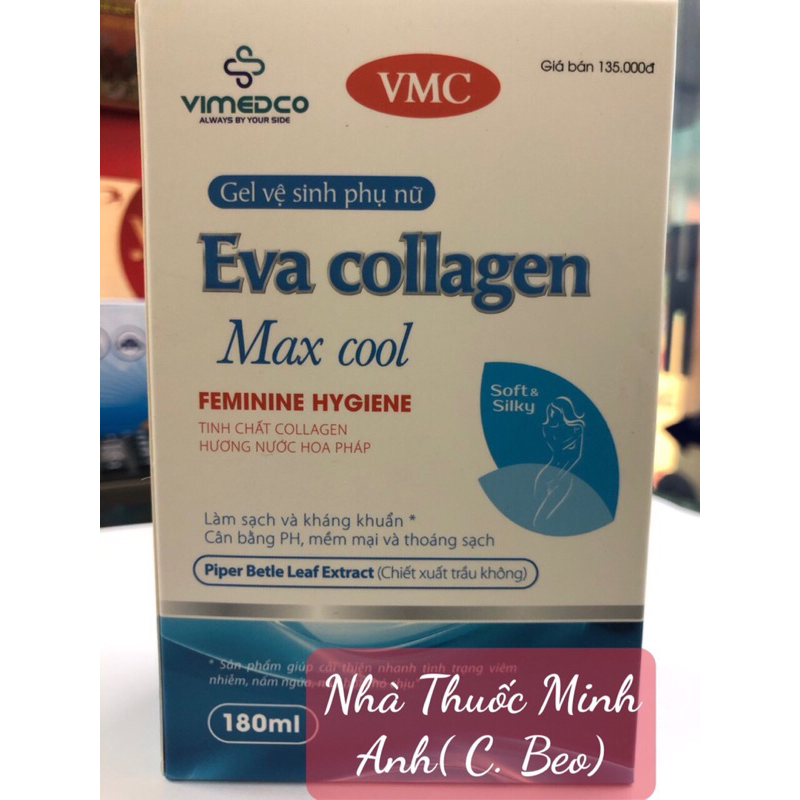 VIMEDCO
ALWAYS BY YOUR SIDE
VMC
Giá bán 135.000đ
Gel vệ sinh phụ nữ
Eva collagen
Max cool
FEMININE HYGIENE
TINH CHẤT COLLAGEN
HƯƠNG NƯỚC HOA PHÁP
Soft &
Silky
Làm sạch và kháng khuẩn *
Cân bằng PH, mềm mại và thoáng sạch
Piper Betle Leaf Extract (Chiết xuất trầu không)
* Sản phẩm giúp cải thiện nhanh tình trạng viêm
nhiễm, nấm ngứa,
180ml
Nhà Thuốc Minh
Anh( C. Beo)